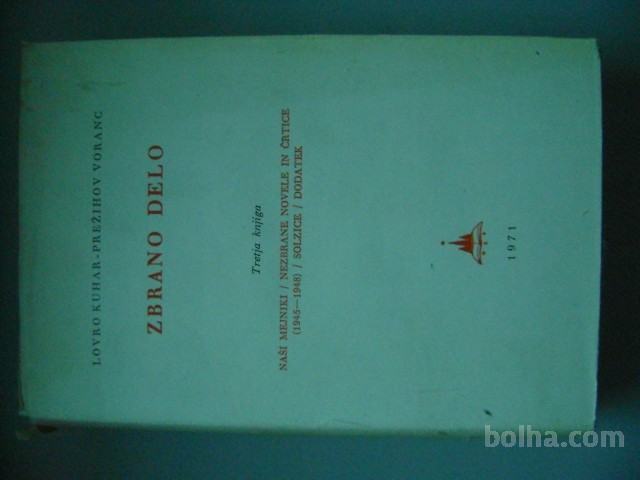 LOVRO KUHAR-PREŽIHOV VORANC
ZBRANO DELO
Tretja knjiga
NAŠI MEJNIKI / NEZBRANE NOVELE IN ČRTICE
(1945—1948) / SOLZICE / DODATEK
1971
bolha.com